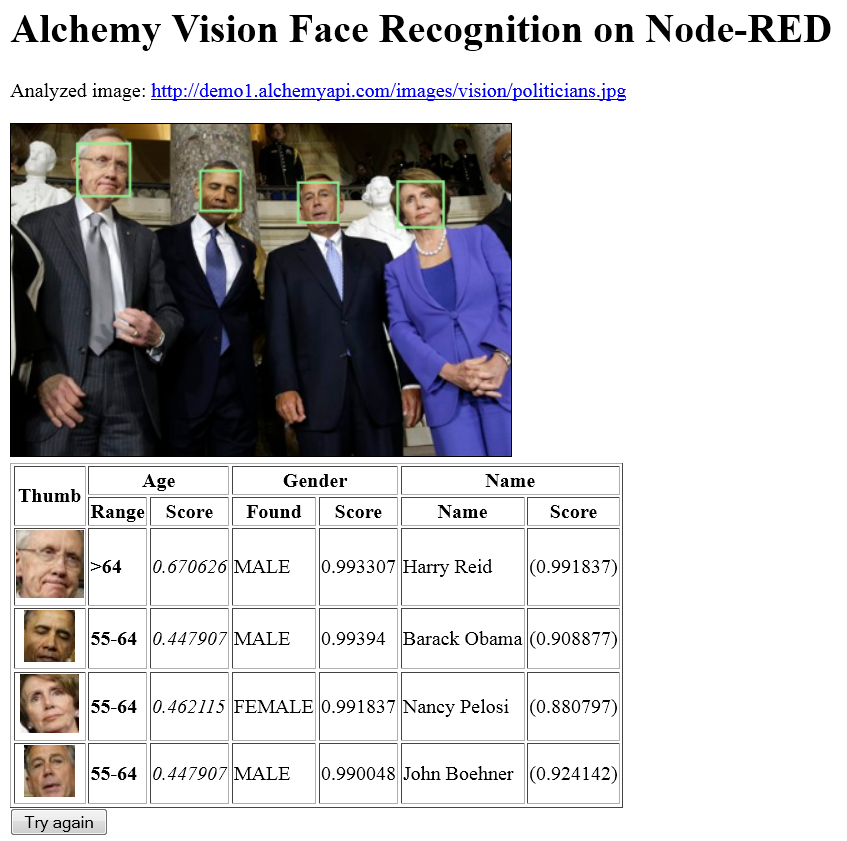 Alchemy Vision Face Recognition on Node-RED
Analyzed image: http://demo1.alchemyapi.com/images/vision/politicians.jpg
Thumb Age Gender Name
Range Score Found Score Name Score
>64 0.670626 MALE 0.993307 Harry Reid (0.991837)
55-64 0.447907 MALE 0.99394 Barack Obama (0.908877)
55-64 0.462115 FEMALE 0.991837 Nancy Pelosi (0.880797)
55-64 0.447907 MALE 0.990048 John Boehner (0.924142)
Try again